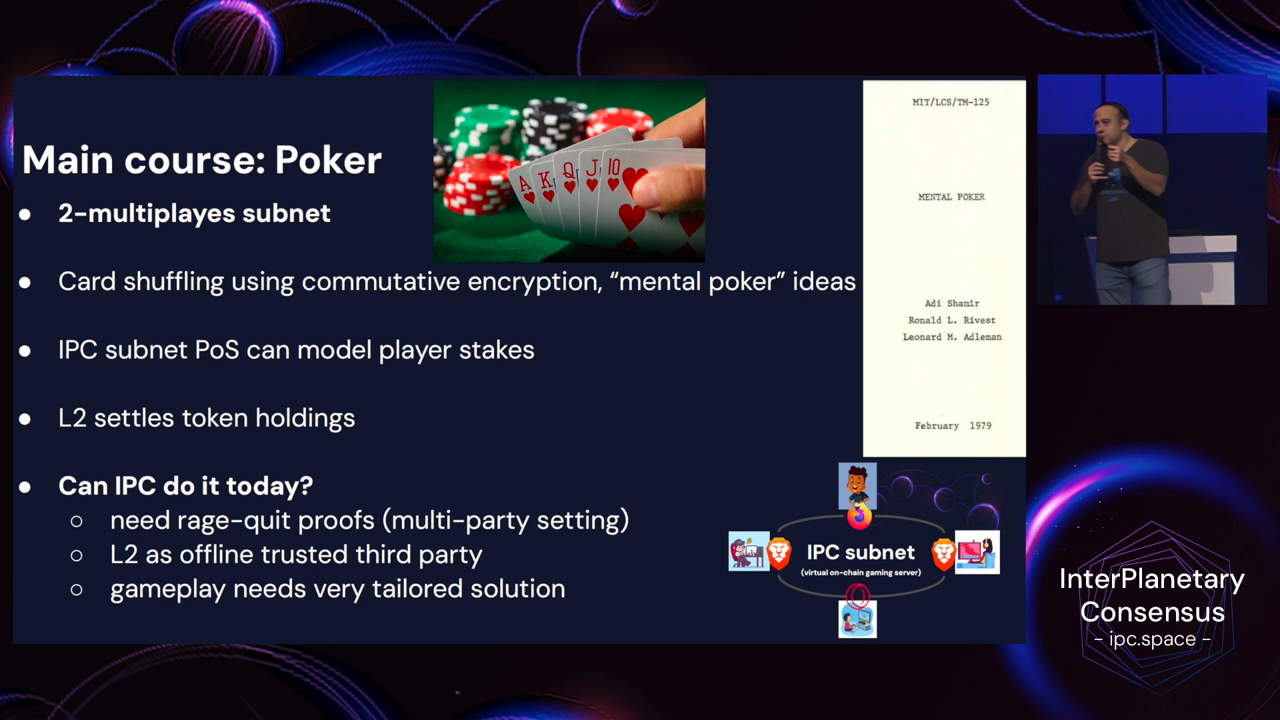 Main course: Poker
● 2-multiplayes subnet
● Card shuffling using commutative encryption, “mental poker” ideas
● IPC subnet PoS can model player stakes
● L2 settles token holdings
● Can IPC do it today?
○ need rage-quit proofs (multi-party setting)
○ L2 as offline trusted third party
○ gameplay needs very tailored solution
A K Q J 10
MIT/LCS/TM-125
MENTAL POKER
Adi Shamir
Ronald L. Rivest
Leonard M. Adleman
February 1979
IPC subnet
(virtual on-chain gaming server)
InterPlanetary
Consensus
- ipc.space -